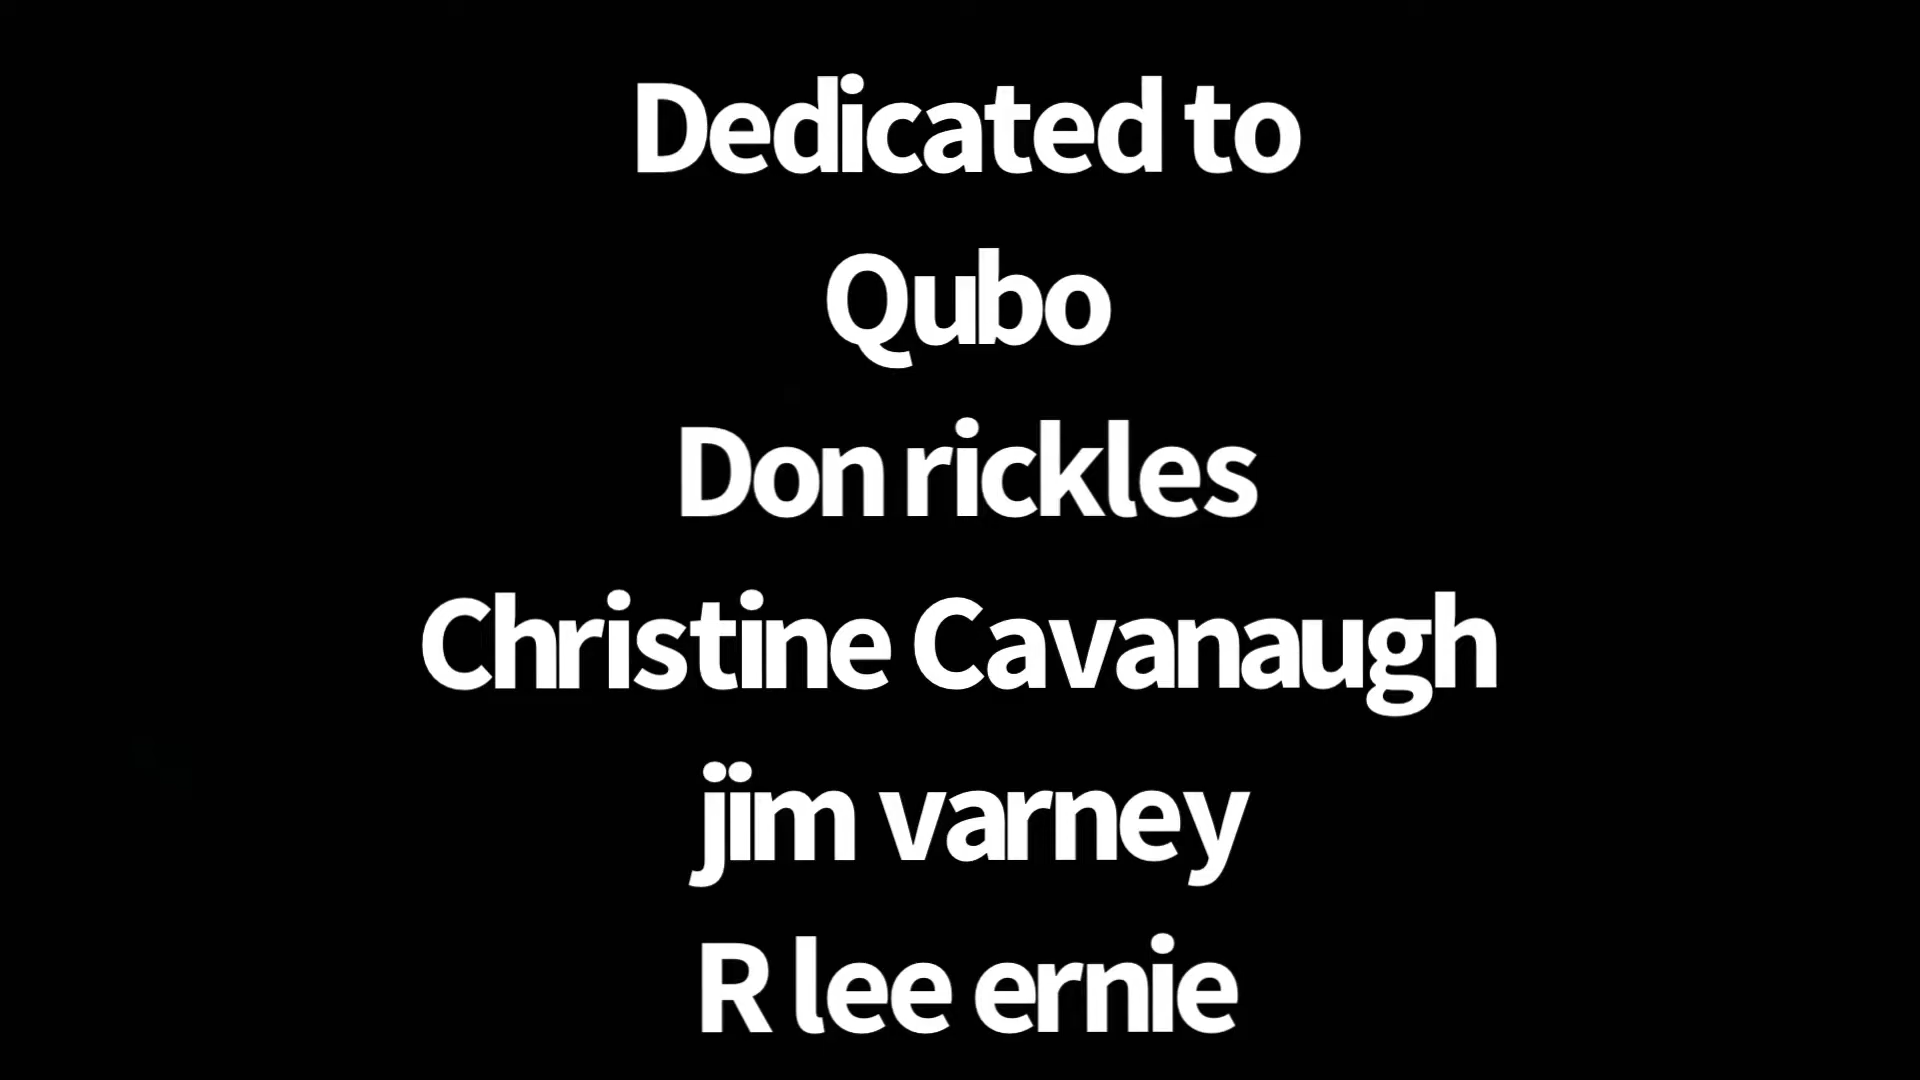 Dedicated to
Qubo
Don rickles
Christine Cavanaugh
jim varney
R lee ernie